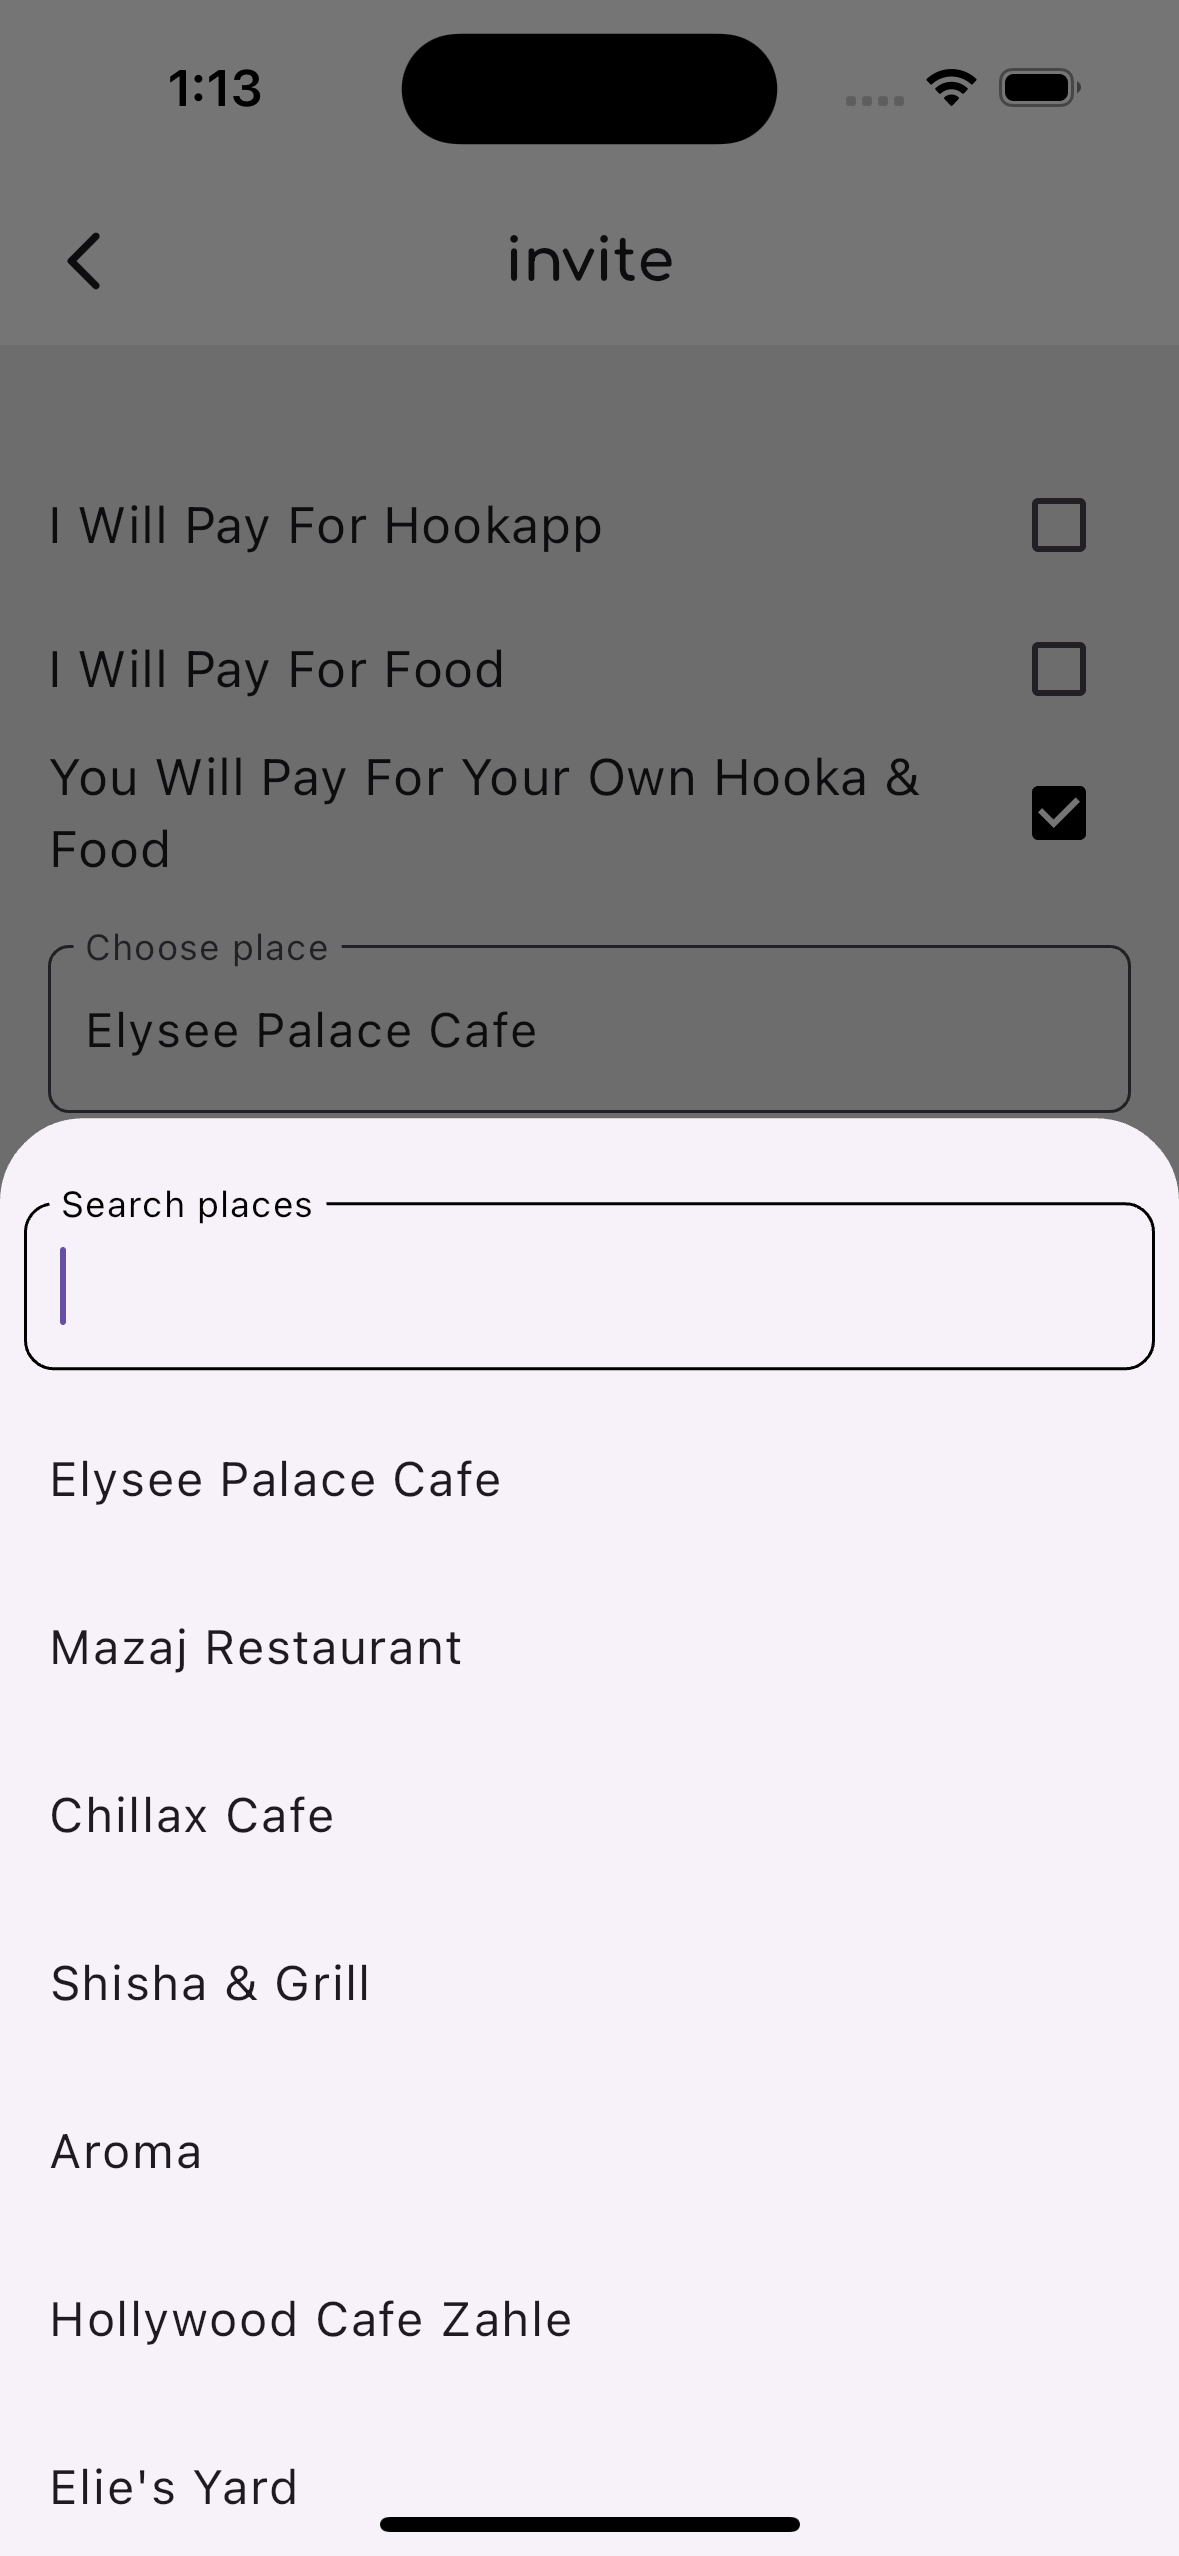 1:13
invite
I Will Pay For Hookapp
I Will Pay For Food
You Will Pay For Your Own Hooka &
Food
Choose place
Elysee Palace Cafe
Search places
Elysee Palace Cafe
Mazaj Restaurant
Chillax Cafe
Shisha & Grill
Aroma
Hollywood Cafe Zahle
Elie's Yard